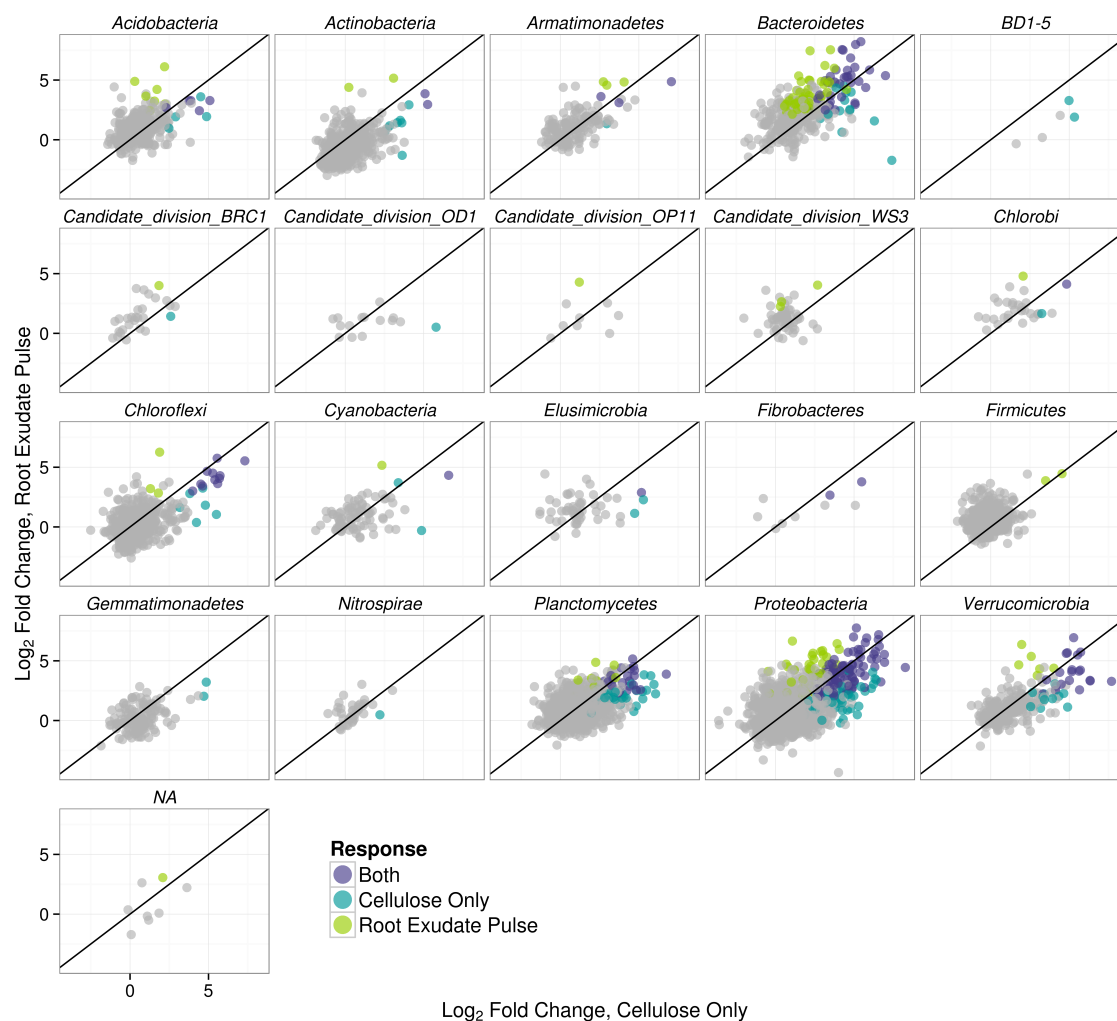 Acidobacteria Actinobacteria Armatimonadetes Bacteroidetes BD1-5
5
0
Candidate_division_BRC1 Candidate_division_OD1 Candidate_division_OP11 Candidate_division_WS3 Chlorobi
5
0
Log2 Fold Change, Root Exudate Pulse
Chloroflexi Cyanobacteria Elusimicrobia Fibrobacteres Firmicutes
5
0
Gemmatimonadetes Nitrospirae Planctomycetes Proteobacteria Verrucomicrobia
5
0
NA
5
0
0 5
Response
Both
Cellulose Only
Root Exudate Pulse
Log2 Fold Change, Cellulose Only